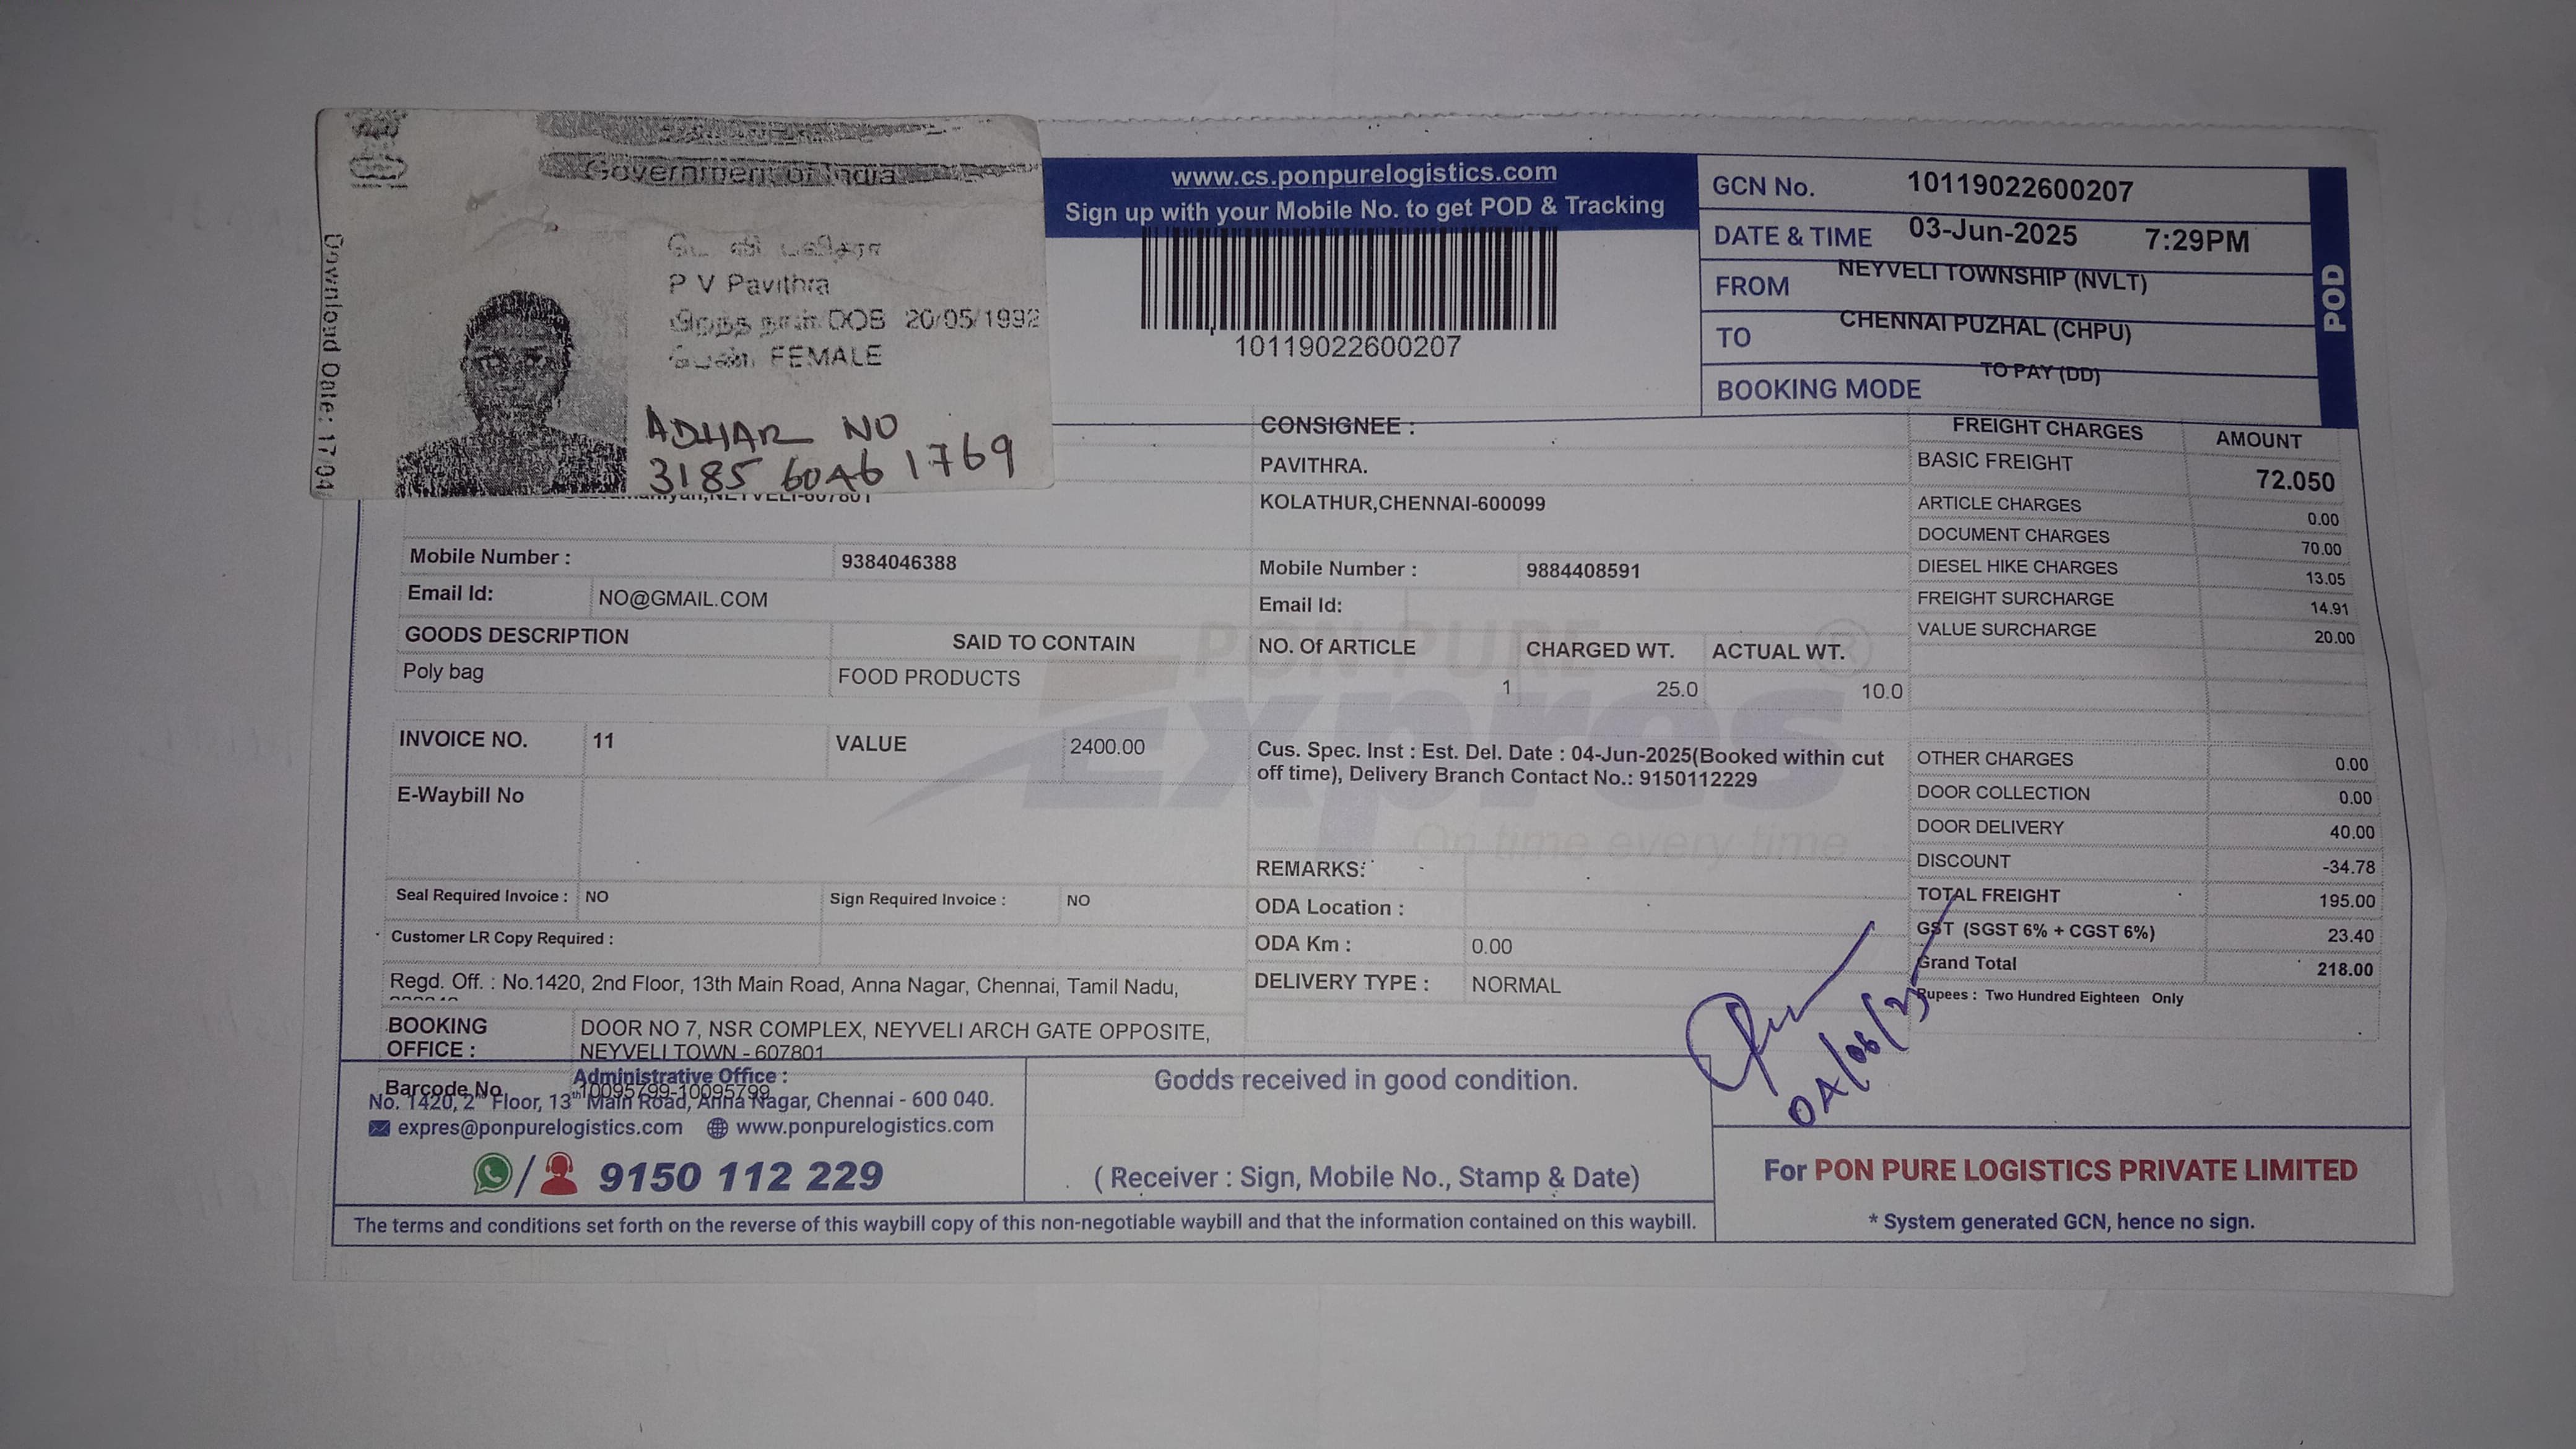 Government of India
Download Date: 17 04
P V Pavithra
DOB 20/05/1992
FEMALE
ADHAR NO
3185 6046 1769
www.cs.ponpurelogistics.com
Sign up with your Mobile No. to get POD & Tracking
10119022600207
GCN No. 10119022600207
DATE & TIME 03-Jun-2025 7:29PM
FROM NEYVELI TOWNSHIP (NVLT)
TO CHENNAI PUZHAL (CHPU)
BOOKING MODE TO PAY (DD)
POD
NEYVELI-607801
Mobile Number : 9384046388
Email Id: NO@GMAIL.COM
CONSIGNEE :
PAVITHRA.
KOLATHUR,CHENNAI-600099
Mobile Number : 9884408591
Email Id:
FREIGHT CHARGES AMOUNT
BASIC FREIGHT 72.050
ARTICLE CHARGES 0.00
DOCUMENT CHARGES 70.00
DIESEL HIKE CHARGES 13.05
FREIGHT SURCHARGE 14.91
VALUE SURCHARGE 20.00
OTHER CHARGES 0.00
DOOR COLLECTION 0.00
DOOR DELIVERY 40.00
DISCOUNT -34.78
TOTAL FREIGHT 195.00
GST (SGST 6% + CGST 6%) 23.40
Grand Total 218.00
Rupees : Two Hundred Eighteen Only
GOODS DESCRIPTION SAID TO CONTAIN NO. Of ARTICLE CHARGED WT. ACTUAL WT.
Poly bag FOOD PRODUCTS 1 25.0 10.0
PON PURE
Expres
®
On time every time
INVOICE NO. 11 VALUE 2400.00
E-Waybill No
Cus. Spec. Inst : Est. Del. Date : 04-Jun-2025(Booked within cut
off time), Delivery Branch Contact No.: 9150112229
REMARKS:
Seal Required Invoice : NO Sign Required Invoice : NO
ODA Location :
Customer LR Copy Required :
ODA Km : 0.00
DELIVERY TYPE : NORMAL
Regd. Off. : No.1420, 2nd Floor, 13th Main Road, Anna Nagar, Chennai, Tamil Nadu,
BOOKING OFFICE : DOOR NO 7, NSR COMPLEX, NEYVELI ARCH GATE OPPOSITE,
NEYVELI TOWN - 607801
Barcode No 10095799-10095799
Administrative Office :
No. 1420, 2nd Floor, 13th Main Road, Anna Nagar, Chennai - 600 040.
expres@ponpurelogistics.com www.ponpurelogistics.com
/ 9150 112 229
Godds received in good condition.
( Receiver : Sign, Mobile No., Stamp & Date)
04/06/25
For PON PURE LOGISTICS PRIVATE LIMITED
* System generated GCN, hence no sign.
The terms and conditions set forth on the reverse of this waybill copy of this non-negotiable waybill and that the information contained on this waybill.